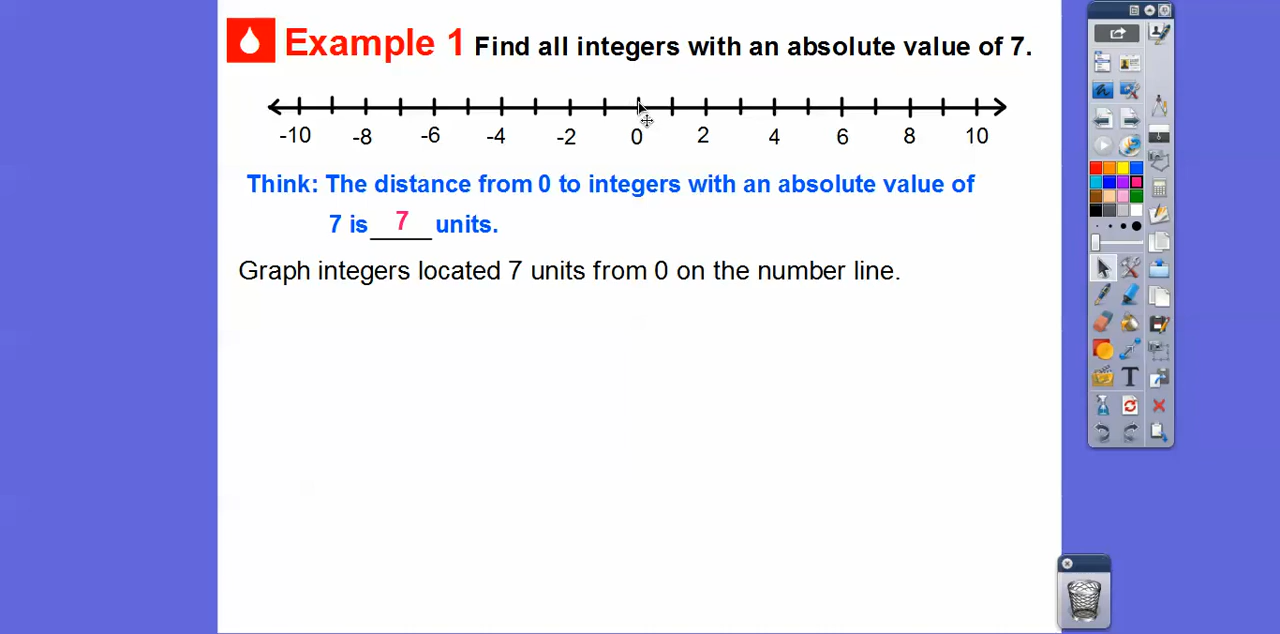 Example 1 Find all integers with an absolute value of 7.
-10 -8 -6 -4 -2 0 2 4 6 8 10
Think: The distance from 0 to integers with an absolute value of
7 is 7 units.
Graph integers located 7 units from 0 on the number line.
T